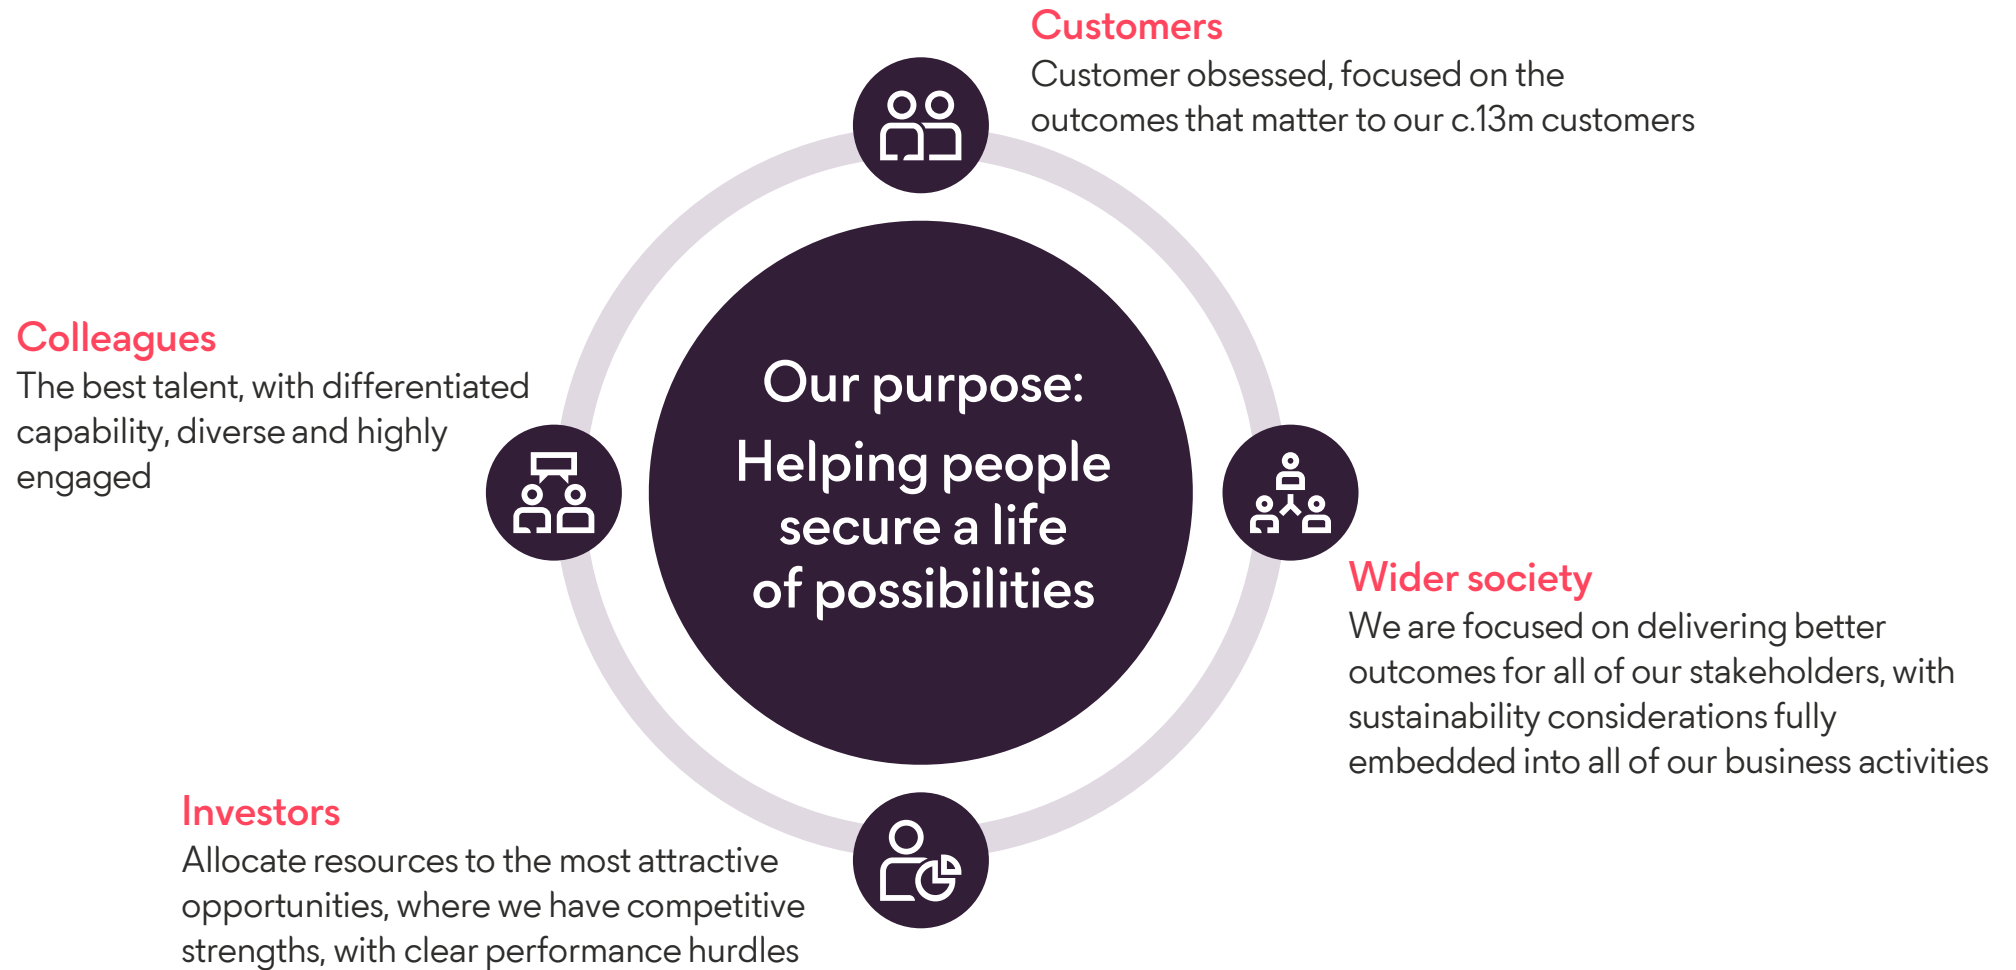 Customers
Customer obsessed, focused on the
outcomes that matter to our c.13m customers
Colleagues
The best talent, with differentiated
capability, diverse and highly
engaged
Our purpose:
Helping people
secure a life
of possibilities
Wider society
We are focused on delivering better
outcomes for all of our stakeholders, with
sustainability considerations fully
embedded into all of our business activities
Investors
Allocate resources to the most attractive
opportunities, where we have competitive
strengths, with clear performance hurdles